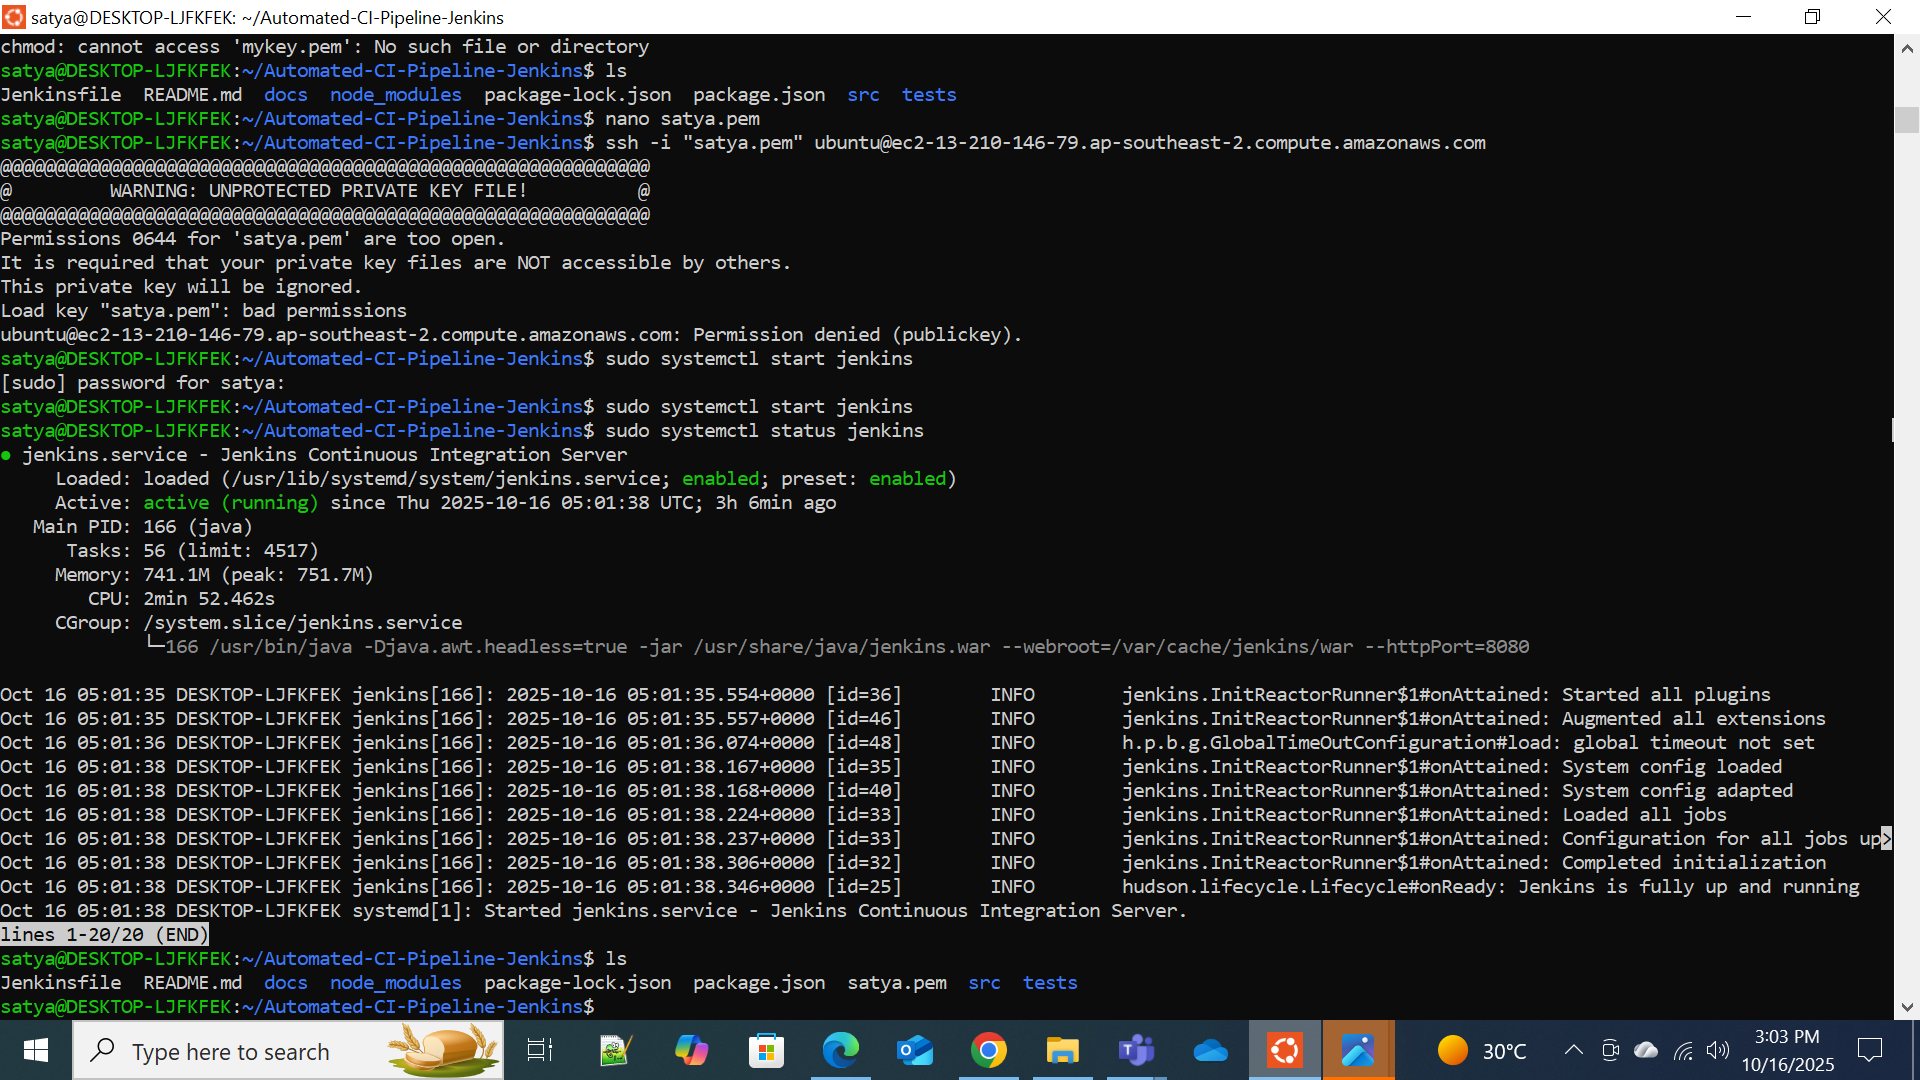 satya@DESKTOP-LJFKFEK: ~/Automated-CI-Pipeline-Jenkins
chmod: cannot access 'mykey.pem': No such file or directory
satya@DESKTOP-LJFKFEK:~/Automated-CI-Pipeline-Jenkins$ ls
Jenkinsfile  README.md  docs  node_modules  package-lock.json  package.json  src  tests
satya@DESKTOP-LJFKFEK:~/Automated-CI-Pipeline-Jenkins$ nano satya.pem
satya@DESKTOP-LJFKFEK:~/Automated-CI-Pipeline-Jenkins$ ssh -i "satya.pem" ubuntu@ec2-13-210-146-79.ap-southeast-2.compute.amazonaws.com
@@@@@@@@@@@@@@@@@@@@@@@@@@@@@@@@@@@@@@@@@@@@@@@@@@@@@@@@@@@
@         WARNING: UNPROTECTED PRIVATE KEY FILE!          @
@@@@@@@@@@@@@@@@@@@@@@@@@@@@@@@@@@@@@@@@@@@@@@@@@@@@@@@@@@@
Permissions 0644 for 'satya.pem' are too open.
It is required that your private key files are NOT accessible by others.
This private key will be ignored.
Load key "satya.pem": bad permissions
ubuntu@ec2-13-210-146-79.ap-southeast-2.compute.amazonaws.com: Permission denied (publickey).
satya@DESKTOP-LJFKFEK:~/Automated-CI-Pipeline-Jenkins$ sudo systemctl start jenkins
[sudo] password for satya:
satya@DESKTOP-LJFKFEK:~/Automated-CI-Pipeline-Jenkins$ sudo systemctl start jenkins
satya@DESKTOP-LJFKFEK:~/Automated-CI-Pipeline-Jenkins$ sudo systemctl status jenkins
● jenkins.service - Jenkins Continuous Integration Server
     Loaded: loaded (/usr/lib/systemd/system/jenkins.service; enabled; preset: enabled)
     Active: active (running) since Thu 2025-10-16 05:01:38 UTC; 3h 6min ago
   Main PID: 166 (java)
      Tasks: 56 (limit: 4517)
     Memory: 741.1M (peak: 751.7M)
        CPU: 2min 52.462s
     CGroup: /system.slice/jenkins.service
             └─166 /usr/bin/java -Djava.awt.headless=true -jar /usr/share/java/jenkins.war --webroot=/var/cache/jenkins/war --httpPort=8080
Oct 16 05:01:35 DESKTOP-LJFKFEK jenkins[166]: 2025-10-16 05:01:35.554+0000 [id=36]        INFO        jenkins.InitReactorRunner$1#onAttained: Started all plugins
Oct 16 05:01:35 DESKTOP-LJFKFEK jenkins[166]: 2025-10-16 05:01:35.557+0000 [id=46]        INFO        jenkins.InitReactorRunner$1#onAttained: Augmented all extensions
Oct 16 05:01:36 DESKTOP-LJFKFEK jenkins[166]: 2025-10-16 05:01:36.074+0000 [id=48]        INFO        h.p.b.g.GlobalTimeOutConfiguration#load: global timeout not set
Oct 16 05:01:38 DESKTOP-LJFKFEK jenkins[166]: 2025-10-16 05:01:38.167+0000 [id=35]        INFO        jenkins.InitReactorRunner$1#onAttained: System config loaded
Oct 16 05:01:38 DESKTOP-LJFKFEK jenkins[166]: 2025-10-16 05:01:38.168+0000 [id=40]        INFO        jenkins.InitReactorRunner$1#onAttained: System config adapted
Oct 16 05:01:38 DESKTOP-LJFKFEK jenkins[166]: 2025-10-16 05:01:38.224+0000 [id=33]        INFO        jenkins.InitReactorRunner$1#onAttained: Loaded all jobs
Oct 16 05:01:38 DESKTOP-LJFKFEK jenkins[166]: 2025-10-16 05:01:38.237+0000 [id=33]        INFO        jenkins.InitReactorRunner$1#onAttained: Configuration for all jobs up>
Oct 16 05:01:38 DESKTOP-LJFKFEK jenkins[166]: 2025-10-16 05:01:38.306+0000 [id=32]        INFO        jenkins.InitReactorRunner$1#onAttained: Completed initialization
Oct 16 05:01:38 DESKTOP-LJFKFEK jenkins[166]: 2025-10-16 05:01:38.346+0000 [id=25]        INFO        hudson.lifecycle.Lifecycle#onReady: Jenkins is fully up and running
Oct 16 05:01:38 DESKTOP-LJFKFEK systemd[1]: Started jenkins.service - Jenkins Continuous Integration Server.
lines 1-20/20 (END)
satya@DESKTOP-LJFKFEK:~/Automated-CI-Pipeline-Jenkins$ ls
Jenkinsfile  README.md  docs  node_modules  package-lock.json  package.json  satya.pem  src  tests
satya@DESKTOP-LJFKFEK:~/Automated-CI-Pipeline-Jenkins$
Type here to search
30°C
3:03 PM
10/16/2025